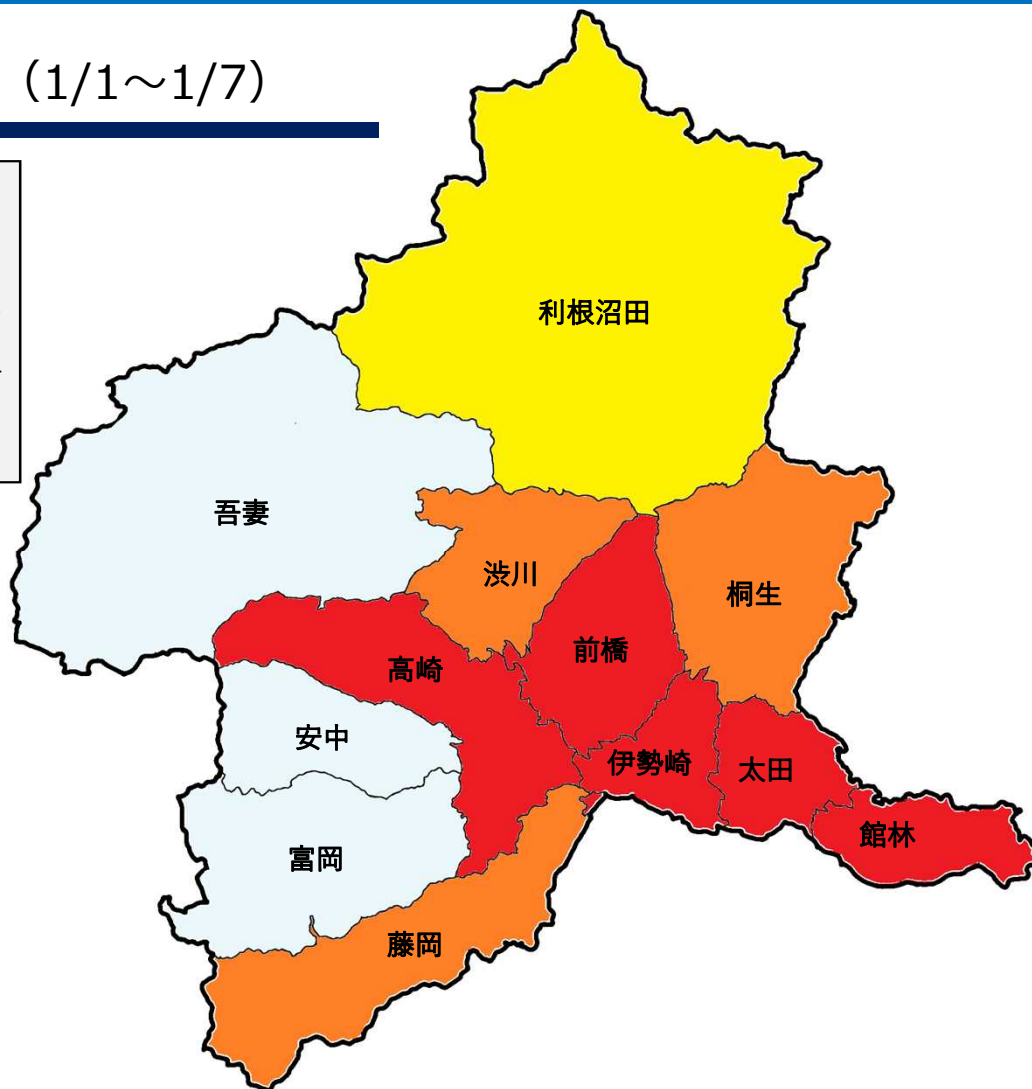 （1/1～1/7）
利根沼田
吾妻
渋川
桐生
前橋
高崎
安中
伊勢崎
太田
館林
富岡
藤岡